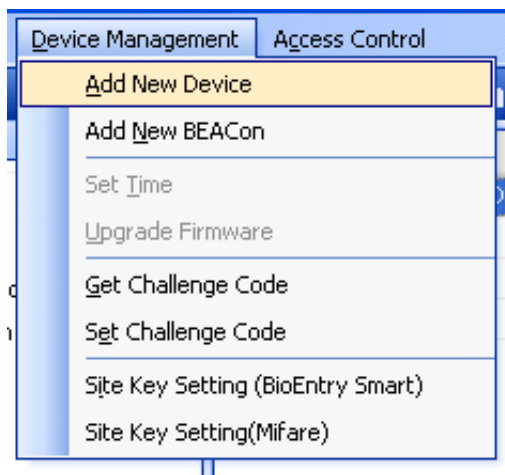 Device Management Access Control
Add New Device
Add New BEACon
Set Time
Upgrade Firmware
Get Challenge Code
Set Challenge Code
Site Key Setting (BioEntry Smart)
Site Key Setting(Mifare)